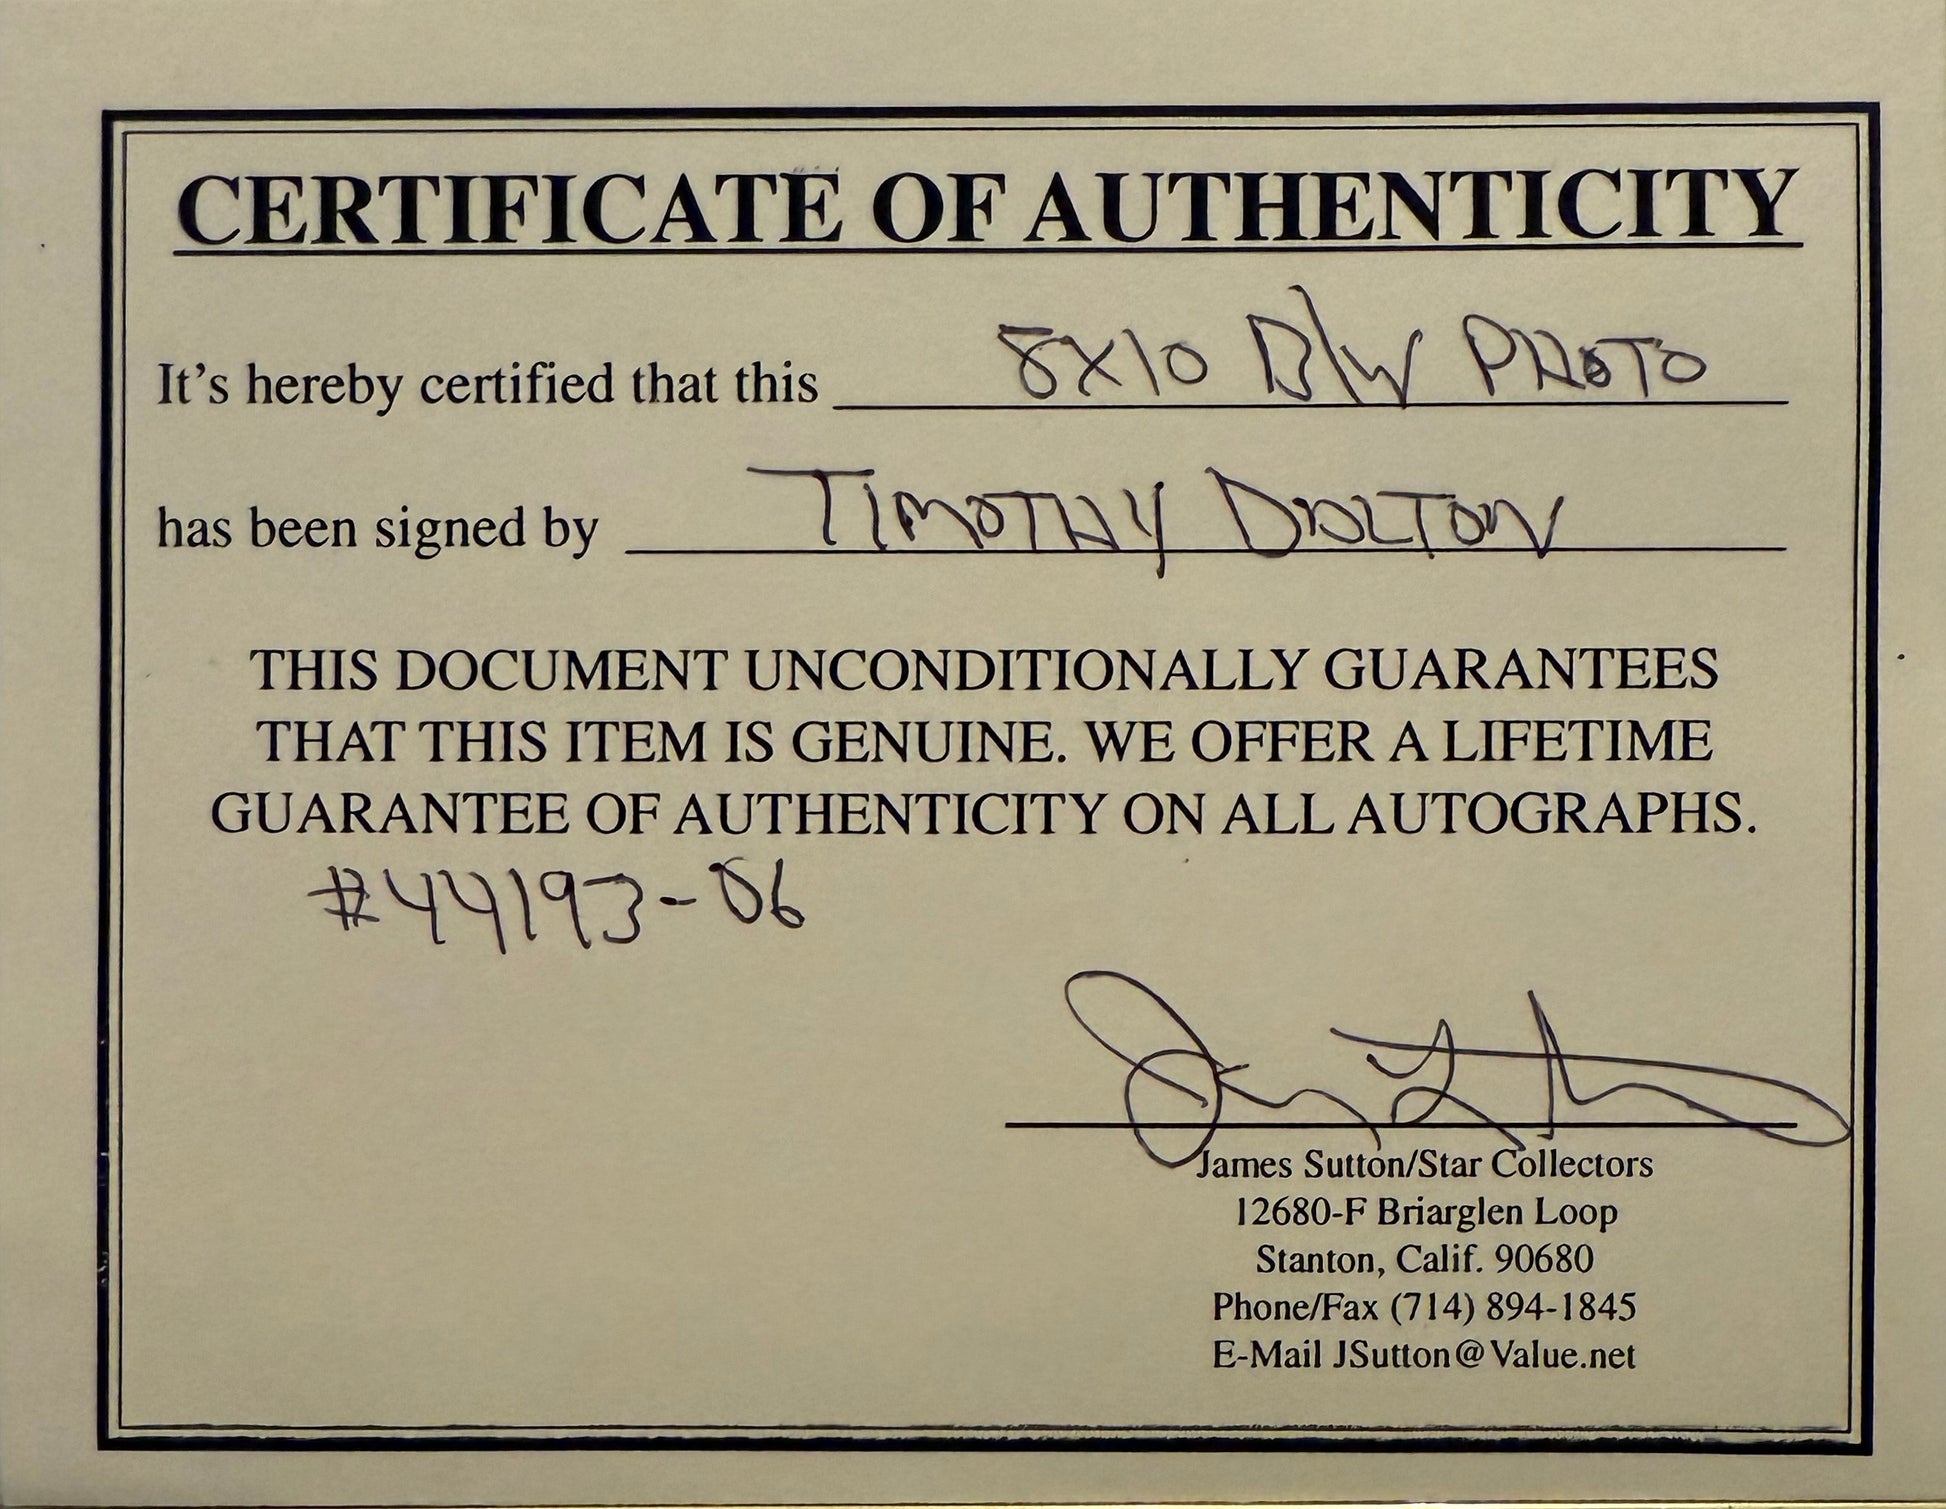 CERTIFICATE OF AUTHENTICITY
It's hereby certified that this 8X10 B/W PHOTO
has been signed by TIMOTHY DALTON
THIS DOCUMENT UNCONDITIONALLY GUARANTEES
THAT THIS ITEM IS GENUINE. WE OFFER A LIFETIME
GUARANTEE OF AUTHENTICITY ON ALL AUTOGRAPHS.
#44193-06
James Sutton/Star Collectors
12680-F Briarglen Loop
Stanton, Calif. 90680
Phone/Fax (714) 894-1845
E-Mail JSutton@Value.net